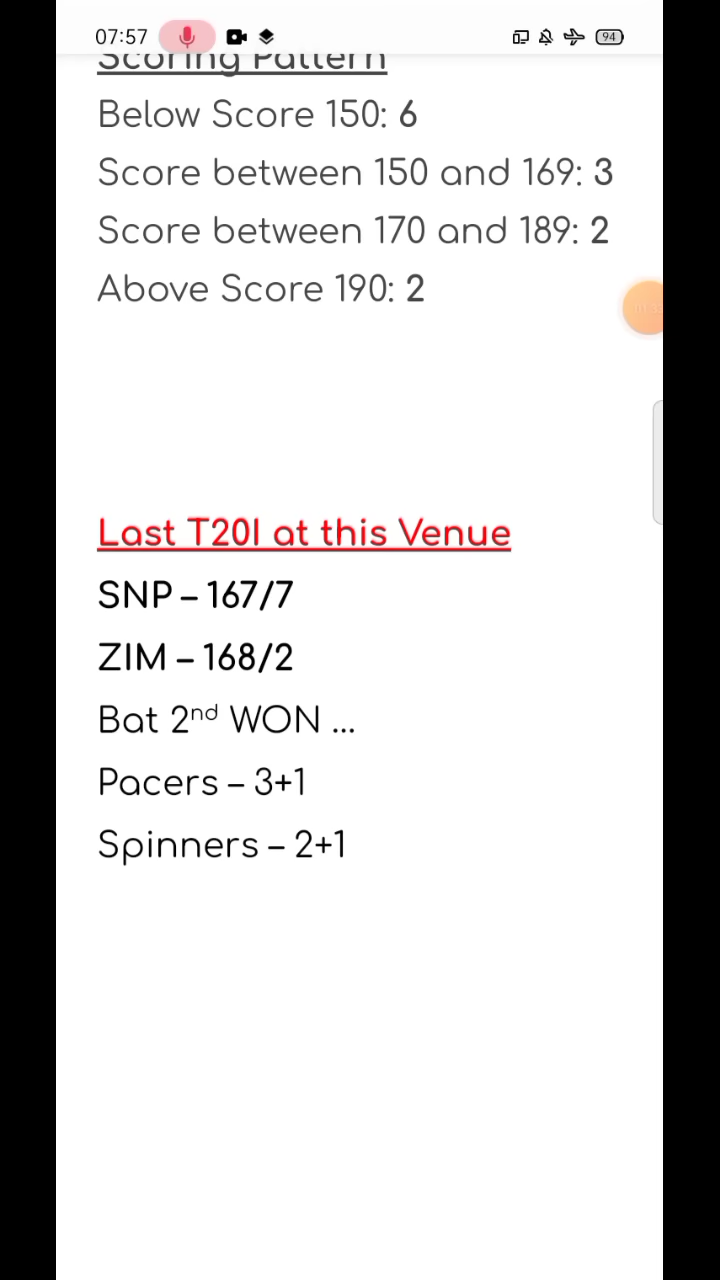 07:57
94
Scoring Pattern
Below Score 150: 6
Score between 150 and 169: 3
Score between 170 and 189: 2
Above Score 190: 2
Last T20I at this Venue
SNP – 167/7
ZIM – 168/2
Bat 2nd WON ...
Pacers – 3+1
Spinners – 2+1